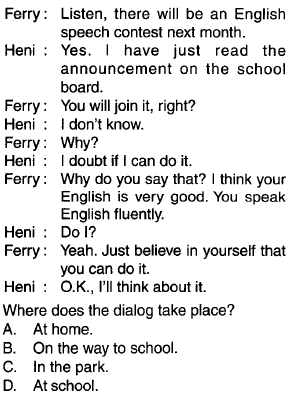 Ferry : Listen, there will be an English
speech contest next month.
Heni : Yes. I have just read the
announcement on the school
board.
Ferry : You will join it, right?
Heni : I don't know.
Ferry : Why?
Heni : I doubt if I can do it.
Ferry : Why do you say that? I think your
English is very good. You speak
English fluently.
Heni : Do I?
Ferry : Yeah. Just believe in yourself that
you can do it.
Heni : O.K., I'll think about it.
Where does the dialog take place?
A. At home.
B. On the way to school.
C. In the park.
D. At school.